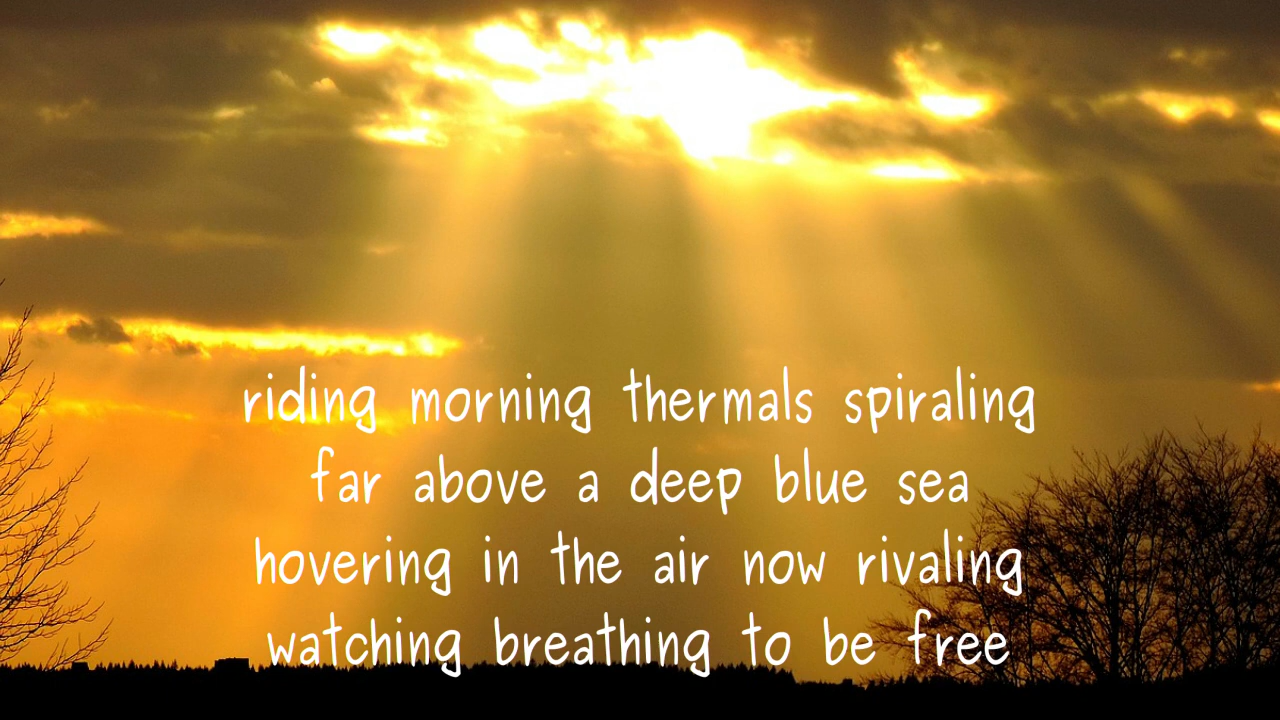 riding morning thermals spiraling
far above a deep blue sea
hovering in the air now rivaling
watching breathing to be free